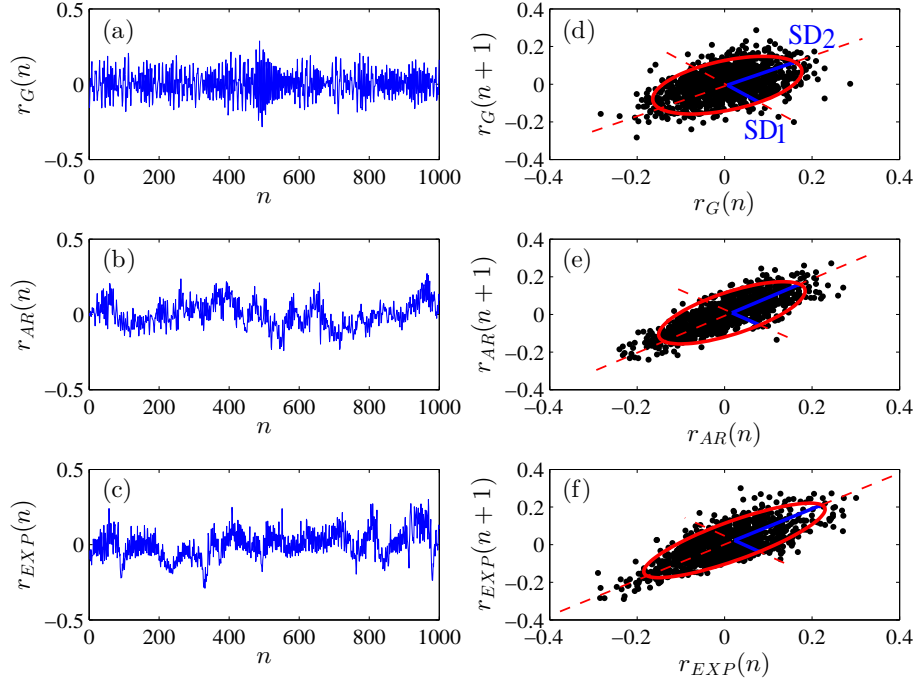 (a)
r_G(n)
0.5
0
−0.5
0 200 400 600 800 1000
n
(d)
r_G(n + 1)
0.4
0.2
0
−0.2
−0.4
SD2
SD1
−0.4 −0.2 0 0.2 0.4
r_G(n)
(b)
r_AR(n)
0.5
0
−0.5
0 200 400 600 800 1000
n
(e)
r_AR(n + 1)
0.4
0.2
0
−0.2
−0.4
−0.4 −0.2 0 0.2 0.4
r_AR(n)
(c)
r_EXP(n)
0.5
0
−0.5
0 200 400 600 800 1000
n
(f)
r_EXP(n + 1)
0.4
0.2
0
−0.2
−0.4
−0.4 −0.2 0 0.2 0.4
r_EXP(n)